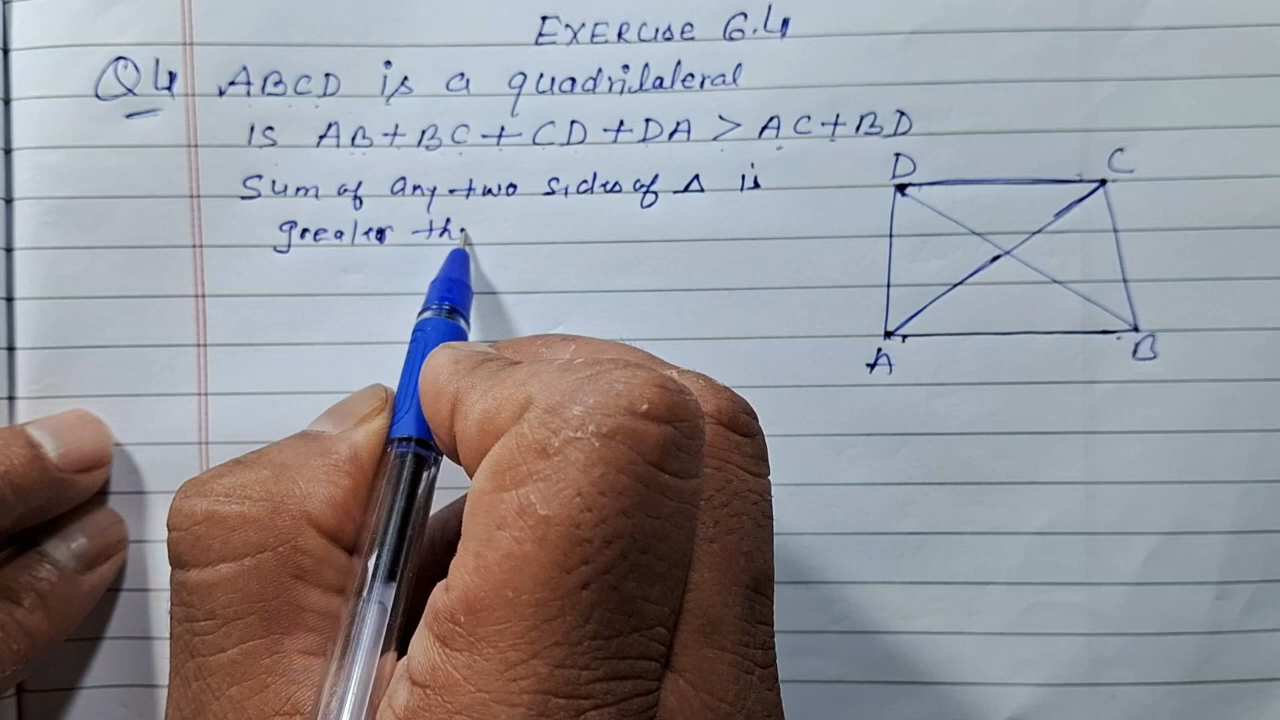 EXERCISE 6.4
Q4 ABCD is a quadrilateral
IS AB+BC+CD+DA > AC+BD
Sum of any two sides of Δ is
greater th
D C
A B